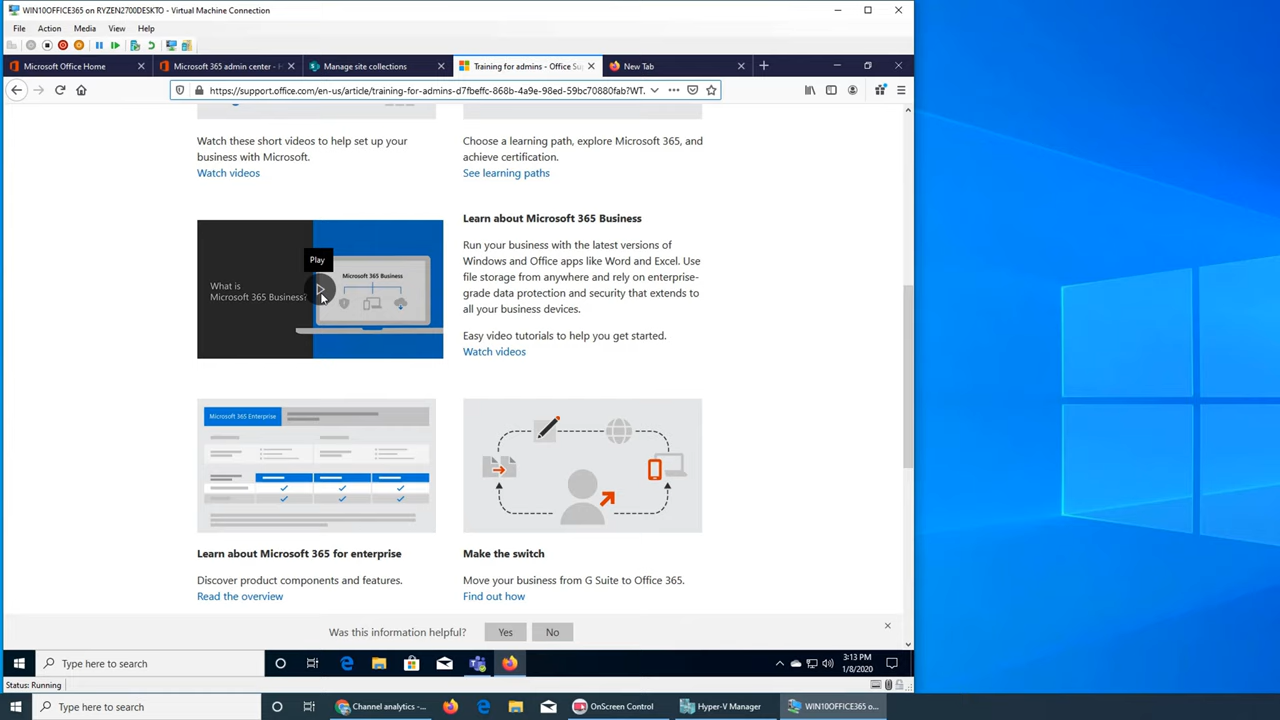 WIN10OFFICE365 on RYZEN2700DESKTO - Virtual Machine Connection
File Action Media View Help
Microsoft Office Home
Microsoft 365 admin center - H
Manage site collections
Training for admins - Office Su
New Tab
https://support.office.com/en-us/article/training-for-admins-d7fbeffc-868b-4a9e-98ed-59bc70880fab?WT.
Watch these short videos to help set up your
business with Microsoft.
Watch videos
Choose a learning path, explore Microsoft 365, and
achieve certification.
See learning paths
Play
What is
Microsoft 365 Business?
Microsoft 365 Business
Learn about Microsoft 365 Business
Run your business with the latest versions of
Windows and Office apps like Word and Excel. Use
file storage from anywhere and rely on enterprise-
grade data protection and security that extends to
all your business devices.
Easy video tutorials to help you get started.
Watch videos
Microsoft 365 Enterprise
Learn about Microsoft 365 for enterprise
Discover product components and features.
Read the overview
Make the switch
Move your business from G Suite to Office 365.
Find out how
Was this information helpful?
Yes
No
Type here to search
3:13 PM
1/8/2020
Status: Running
Type here to search
Channel analytics -...
OnScreen Control
Hyper-V Manager
WIN10OFFICE365 o...